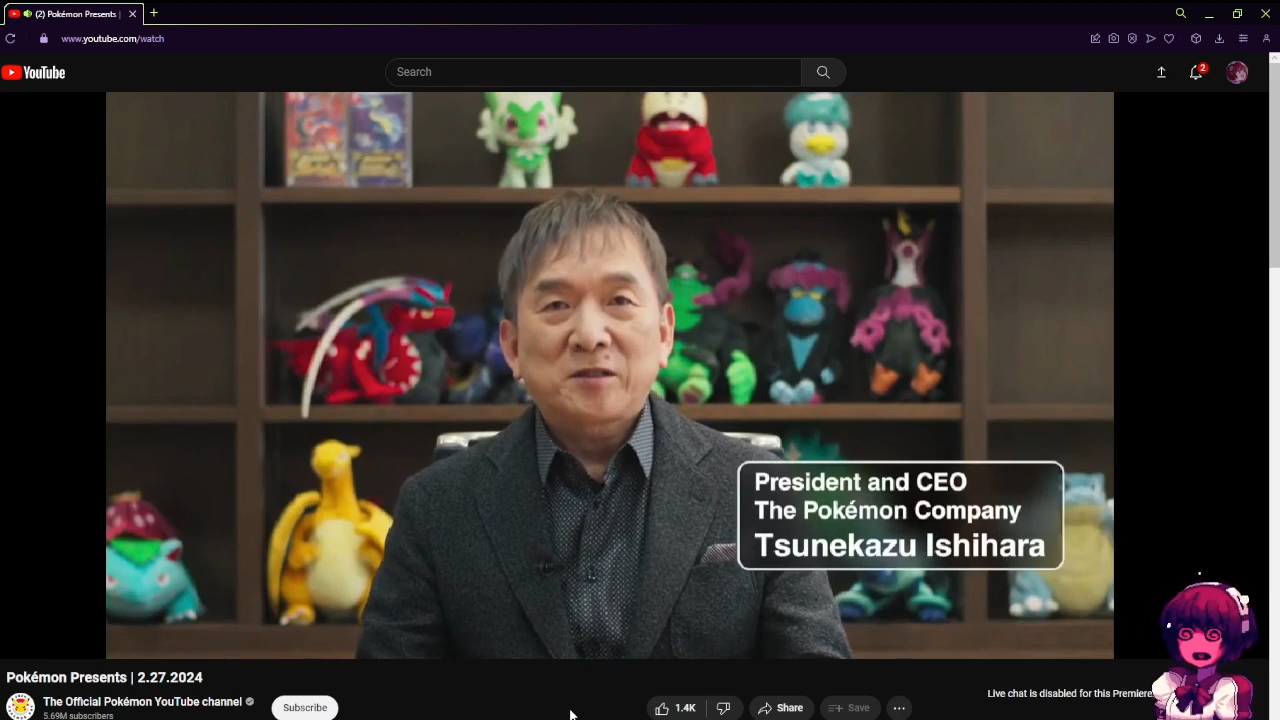 (2) Pokémon Presents |
www.youtube.com/watch
YouTube
Search
2
President and CEO
The Pokémon Company
Tsunekazu Ishihara
Pokémon Presents | 2.27.2024
The Official Pokémon YouTube channel
5.69M subscribers
Subscribe
1.4K
Share
Save
Live chat is disabled for this Premiere